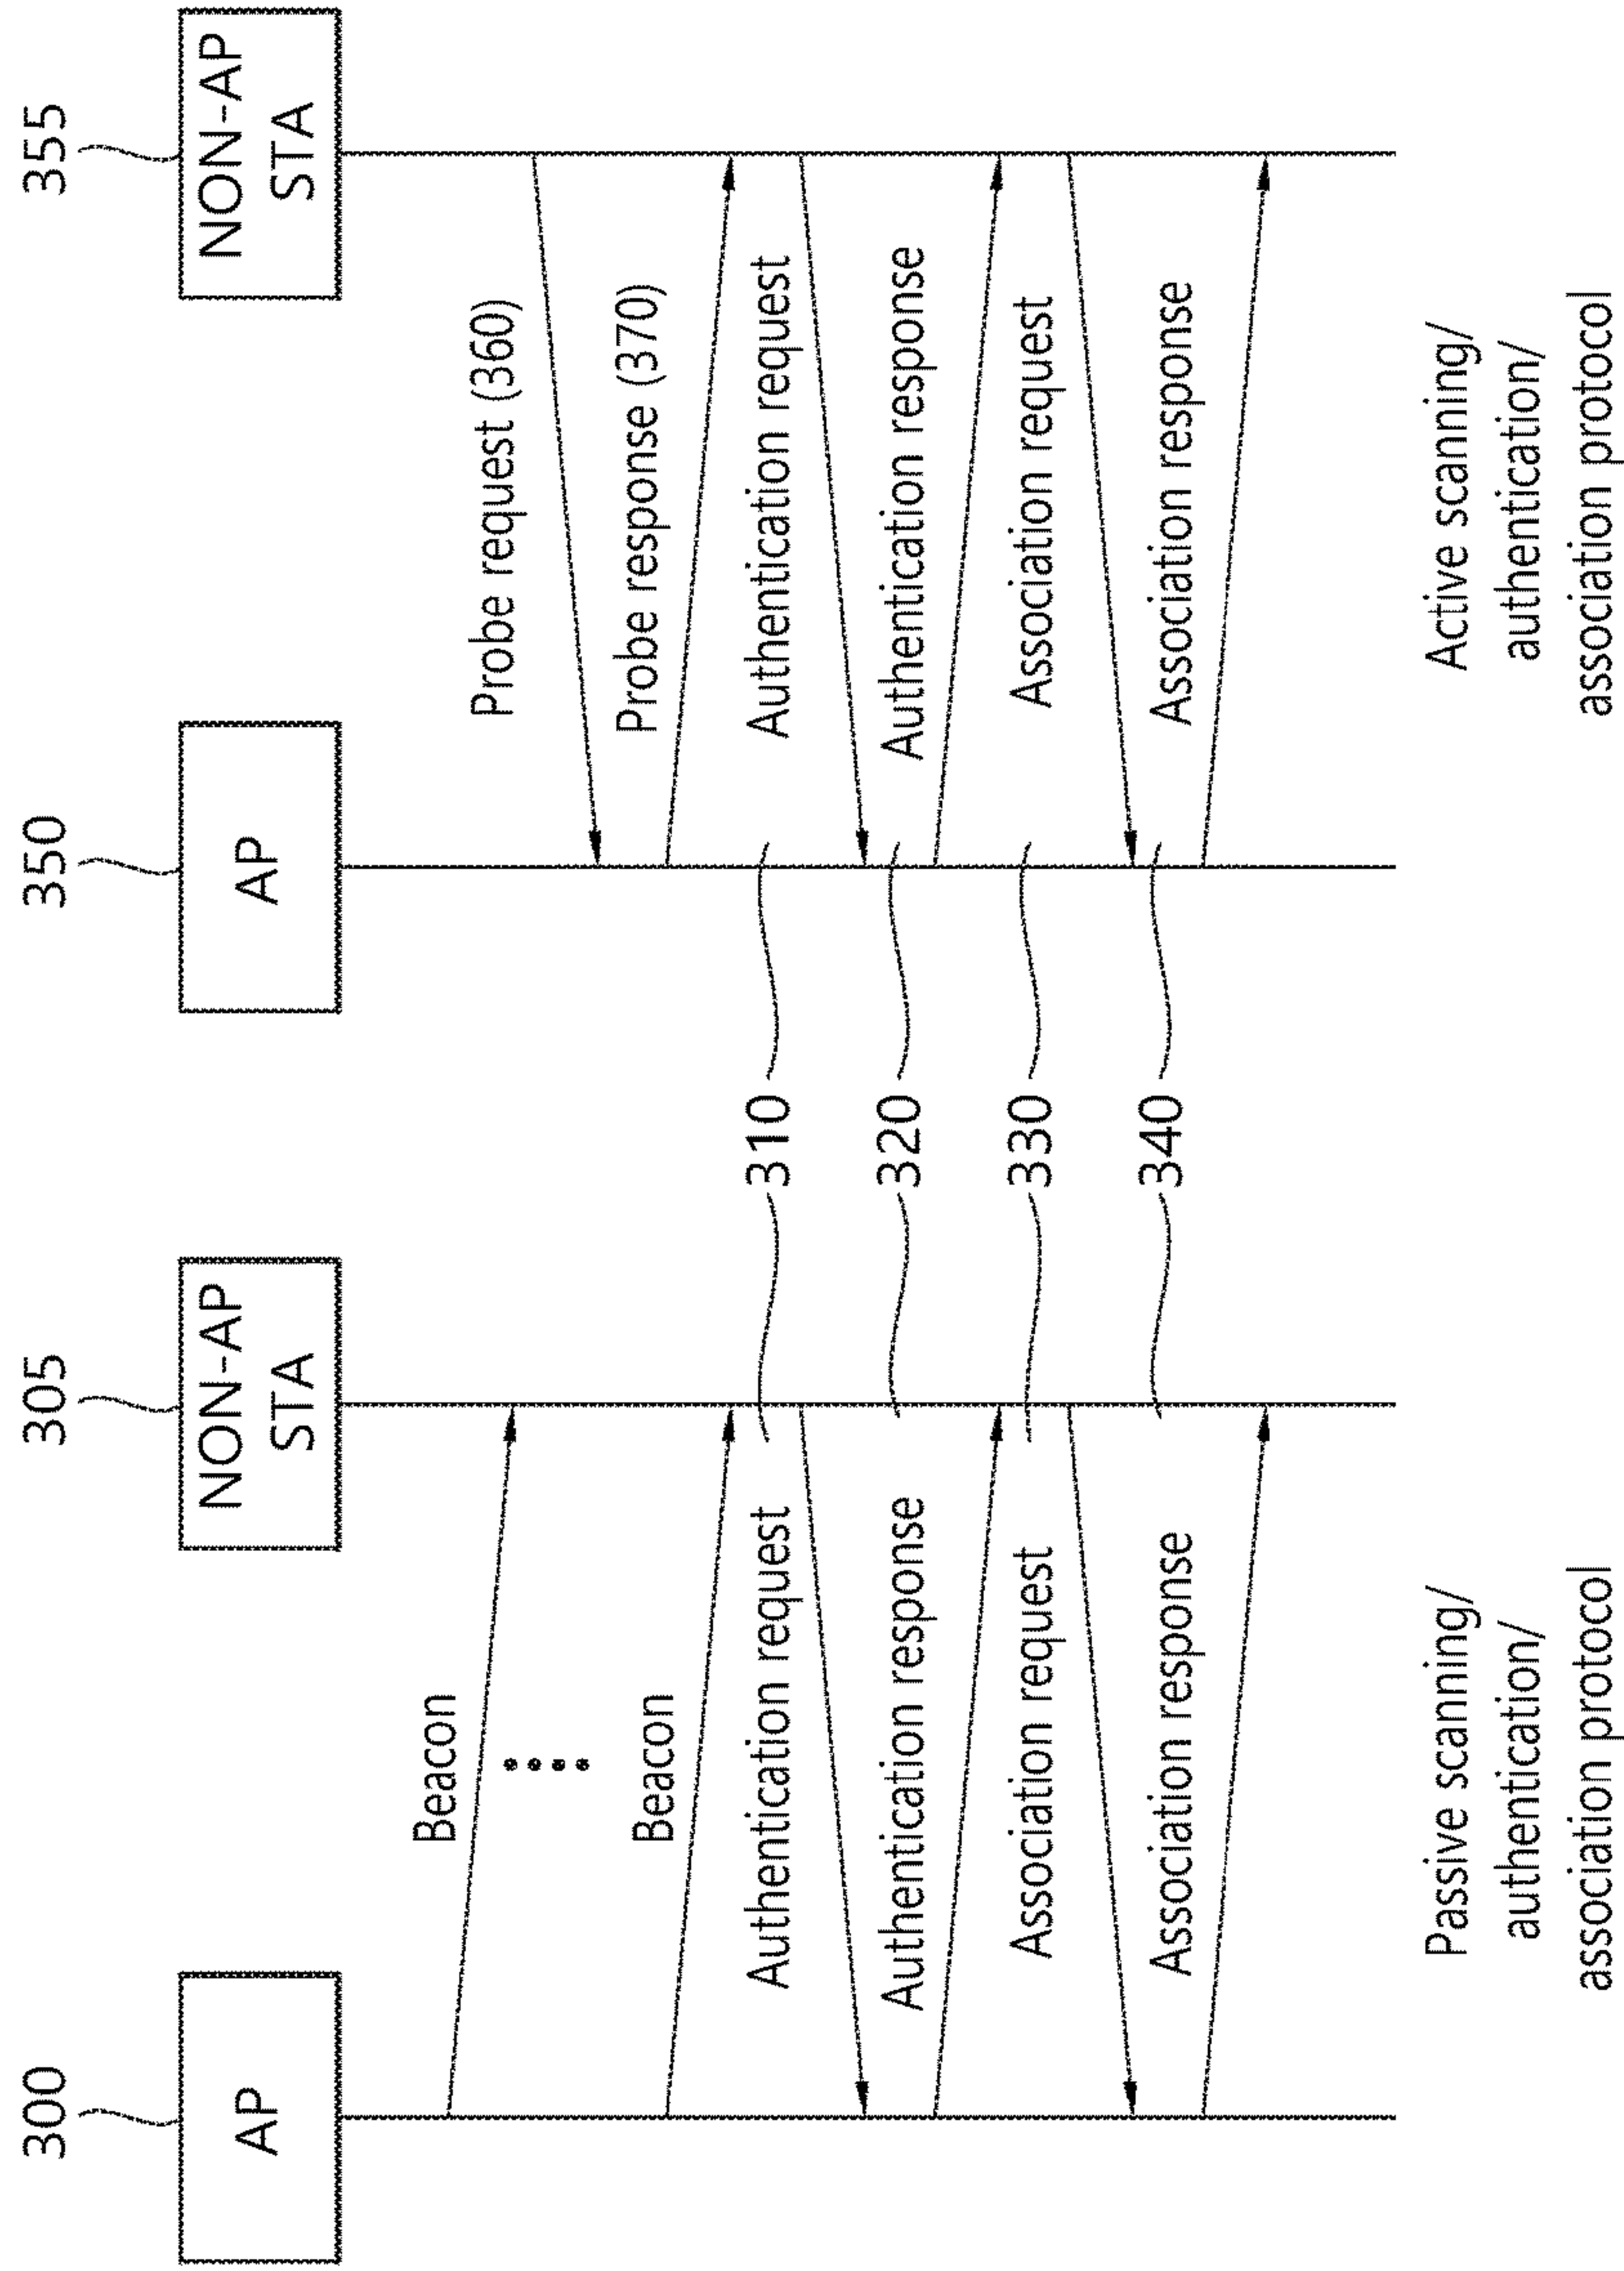 300
AP
305
NON-AP
STA
Beacon
Beacon
Authentication request
Authentication response
Association request
Association response
Passive scanning/
authentication/
association protocol
310
320
330
340
350
AP
355
NON-AP
STA
Probe request (360)
Probe response (370)
Authentication request
Authentication response
Association request
Association response
Active scanning/
authentication/
association protocol